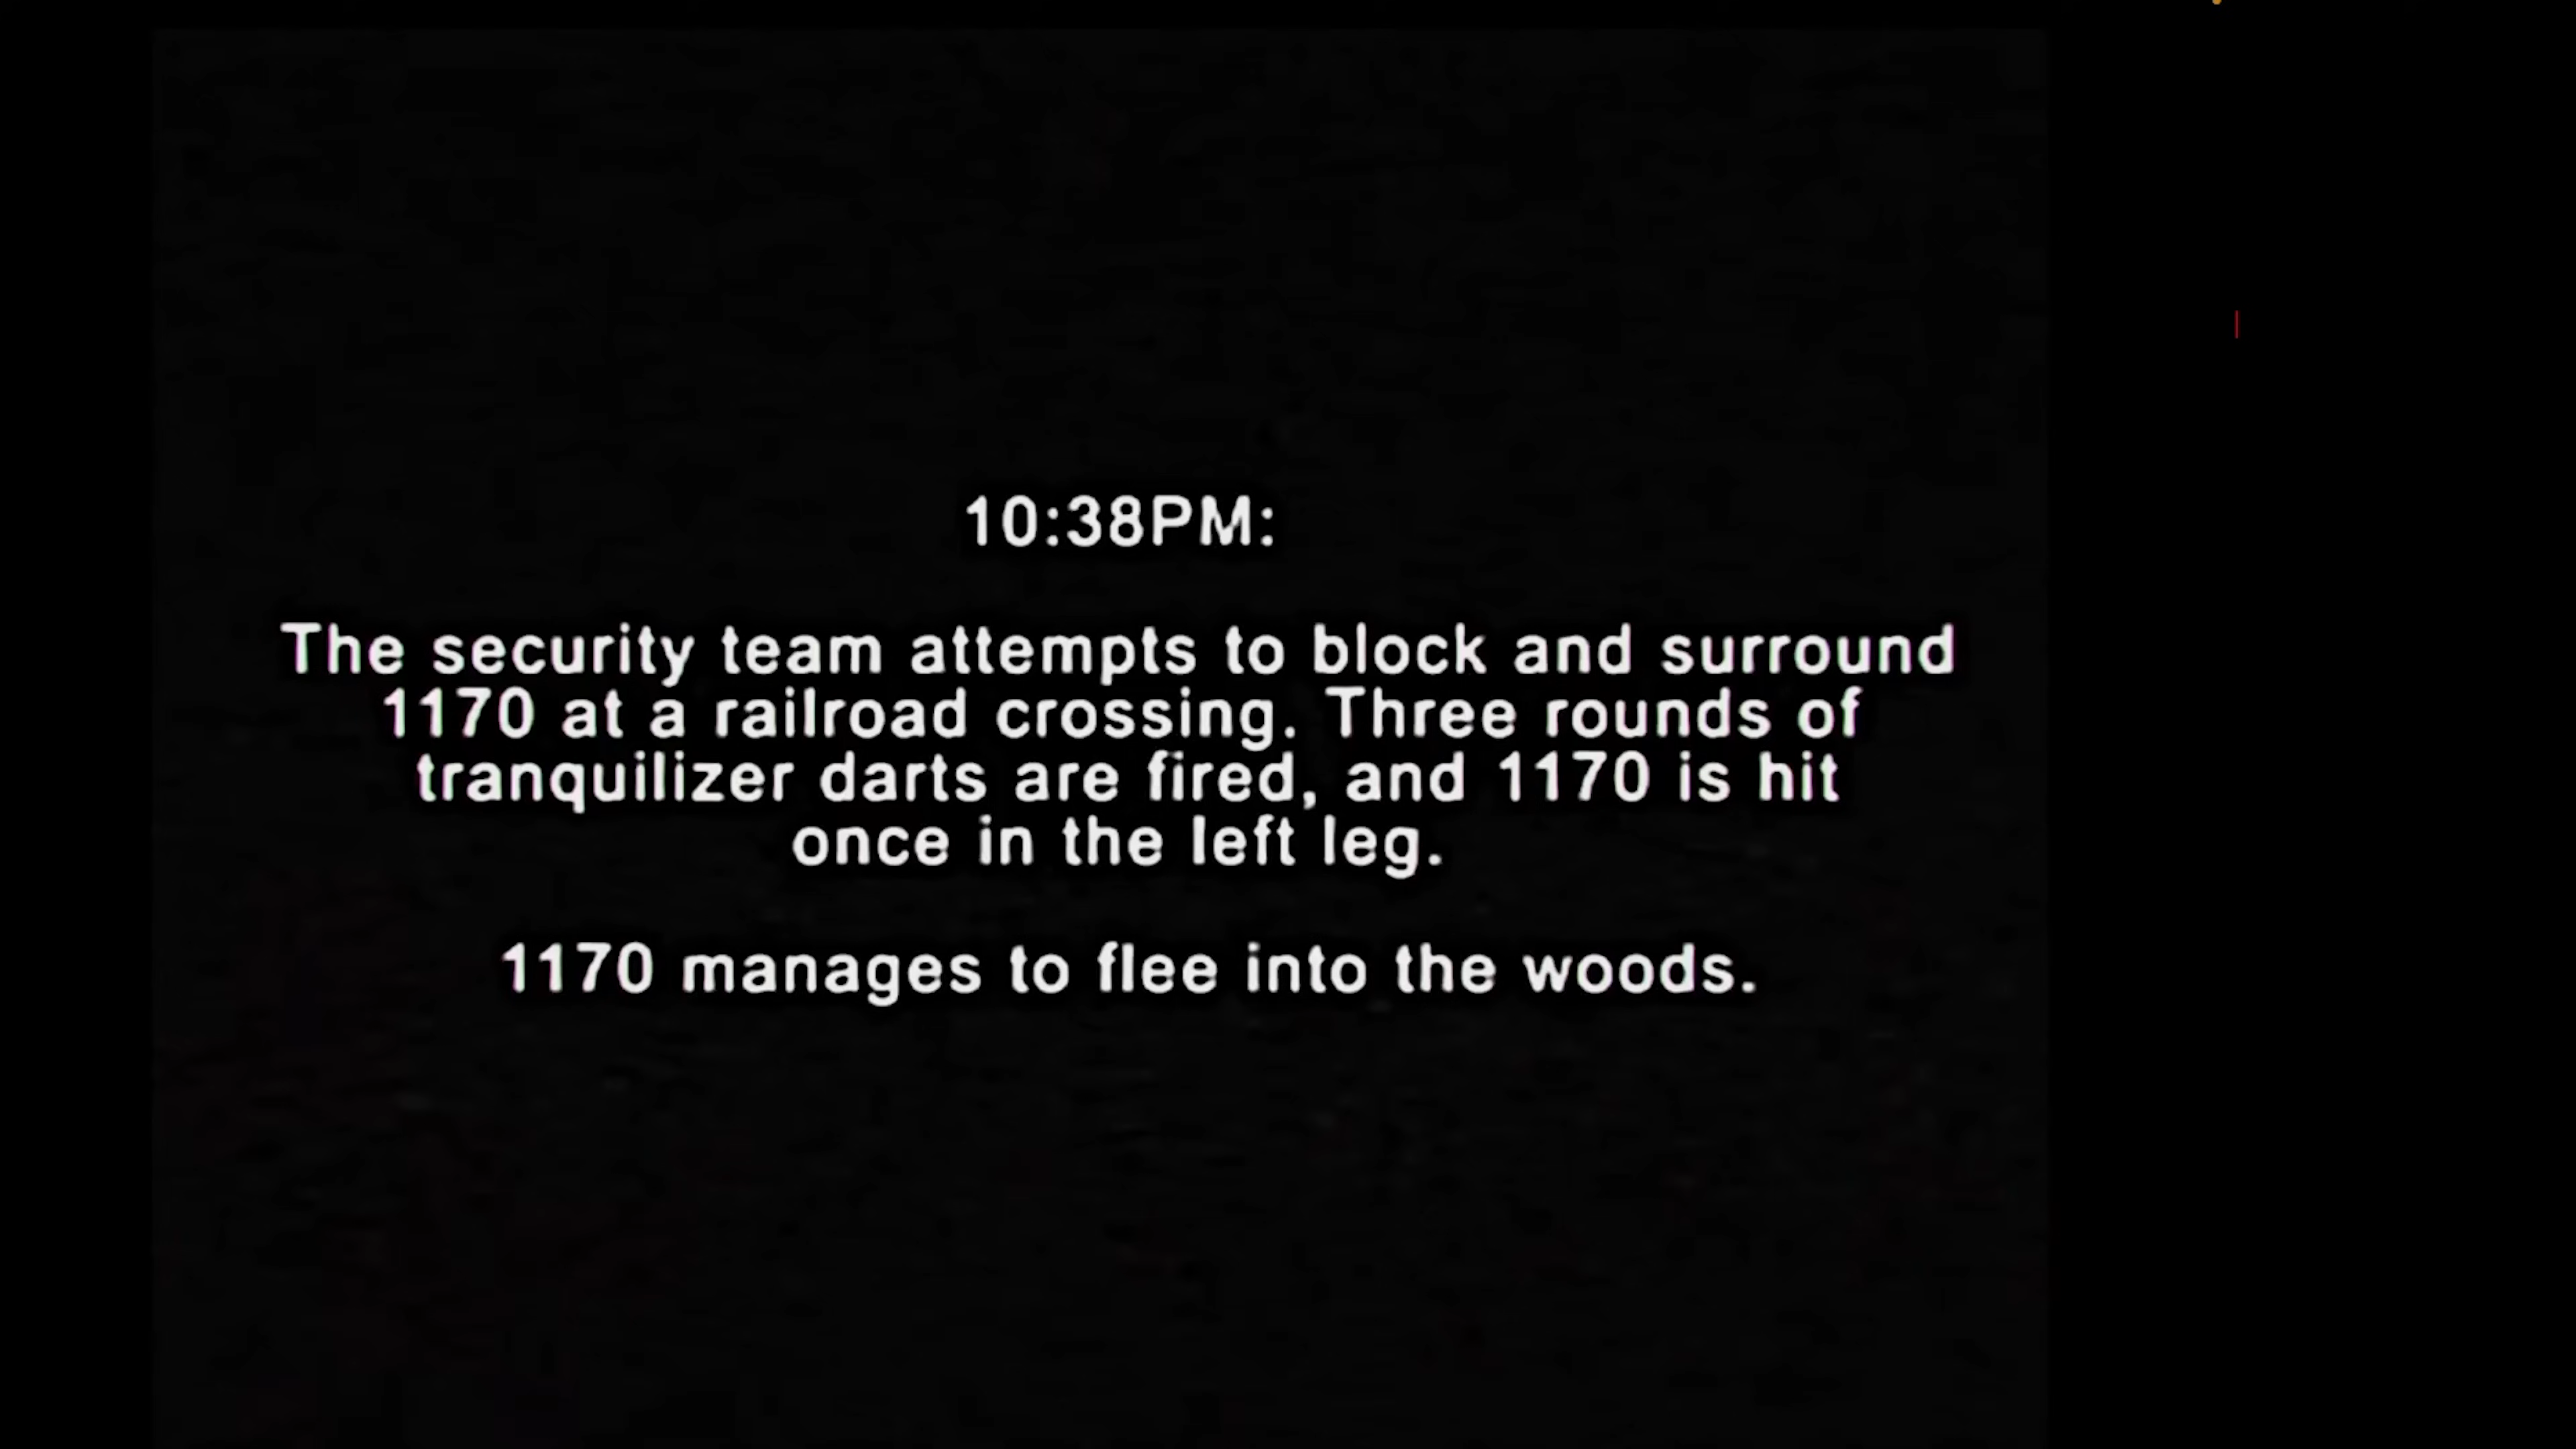 10:38PM:
The security team attempts to block and surround
1170 at a railroad crossing. Three rounds of
tranquilizer darts are fired, and 1170 is hit
once in the left leg.
1170 manages to flee into the woods.